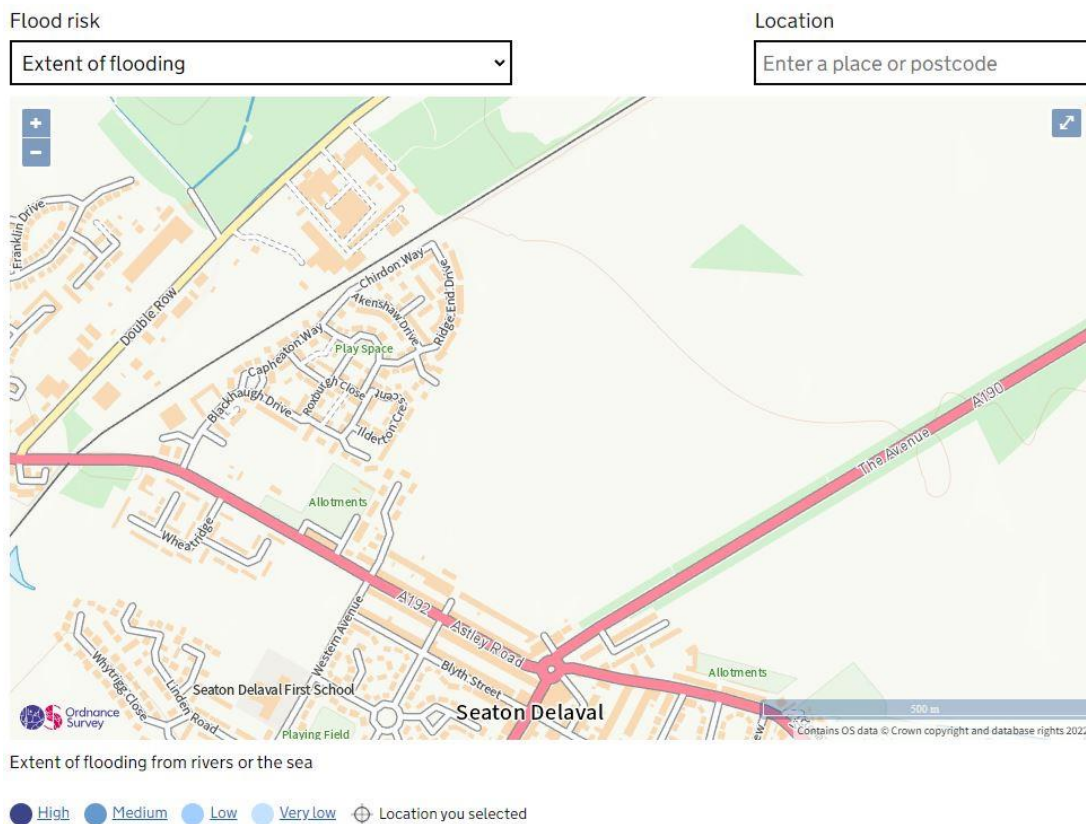 Flood risk
Location
Extent of flooding
Enter a place or postcode
+
−
Franklin Drive
Double Row
Chirdon Way
Akenshaw Drive
Ridge End Drive
Capheaton Way
Play Space
Roxburgh Close
Blackhaugh Drive
Ilderton Crescent
A190
The Avenue
Allotments
Wheatridge
A192
Astley Road
Western Avenue
Blyth Street
Allotments
Whytrigg Close
Linden Road
Seaton Delaval First School
Seaton Delaval
Playing Field
Ordnance
Survey
500 m
Contains OS data © Crown copyright and database rights 2022
Extent of flooding from rivers or the sea
High
Medium
Low
Very low
Location you selected